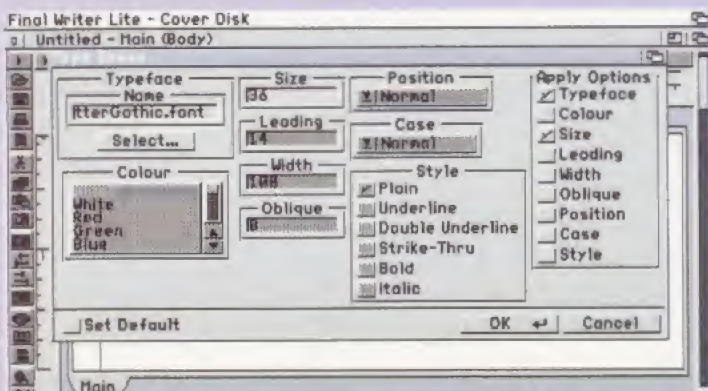 Final Writer Lite - Cover Disk
Untitled - Main (Body)
Typeface
Name
tterGothic.font
Select...
Colour
White
Red
Green
Blue
Size
36
Leading
14
Width
100
Oblique
0
Position
Normal
Case
Normal
Style
Plain
Underline
Double Underline
Strike-Thru
Bold
Italic
Apply Options
Typeface
Colour
Size
Leading
Width
Oblique
Position
Case
Style
Set Default
OK
Cancel
Main